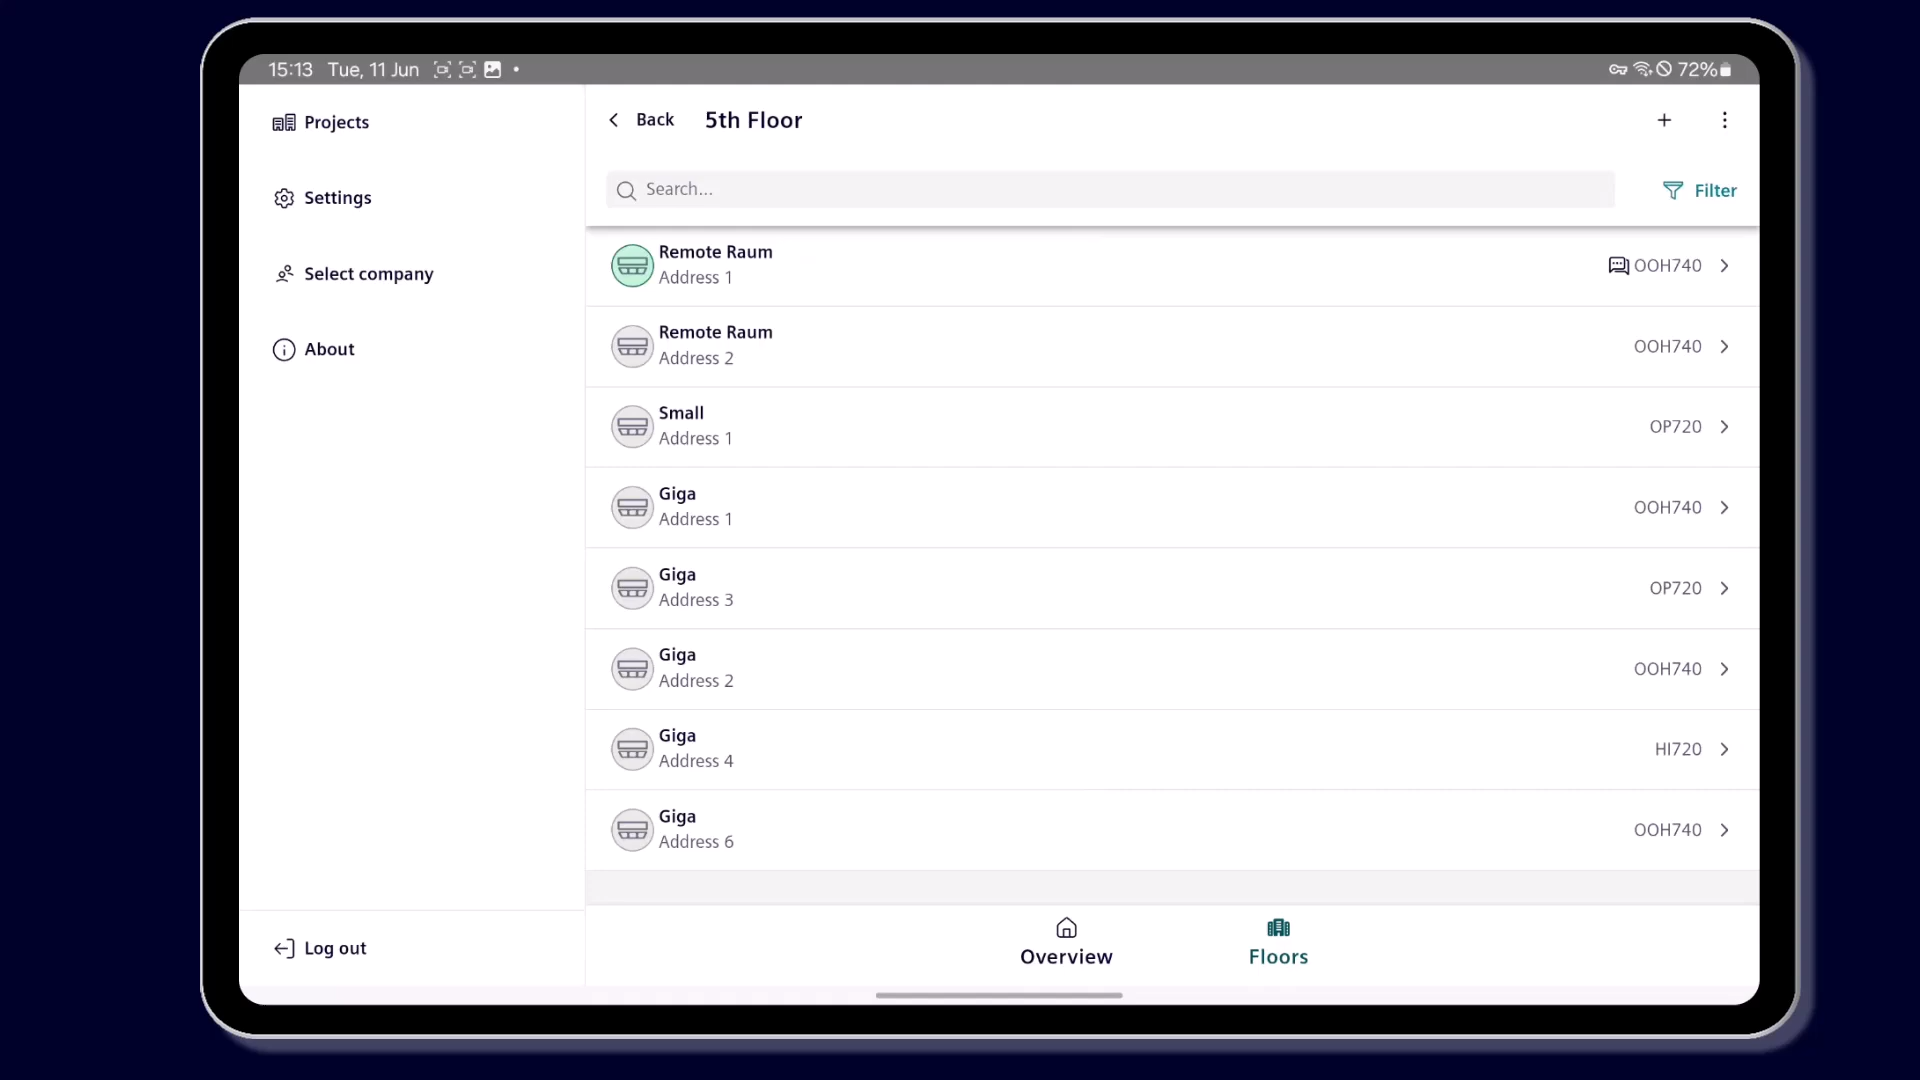 15:13 Tue, 11 Jun
72%
Projects
Settings
Select company
About
Log out
Back 5th Floor
Search...
Filter
Remote Raum
Address 1
OOH740
Remote Raum
Address 2
OOH740
Small
Address 1
OP720
Giga
Address 1
OOH740
Giga
Address 3
OP720
Giga
Address 2
OOH740
Giga
Address 4
HI720
Giga
Address 6
OOH740
Overview
Floors